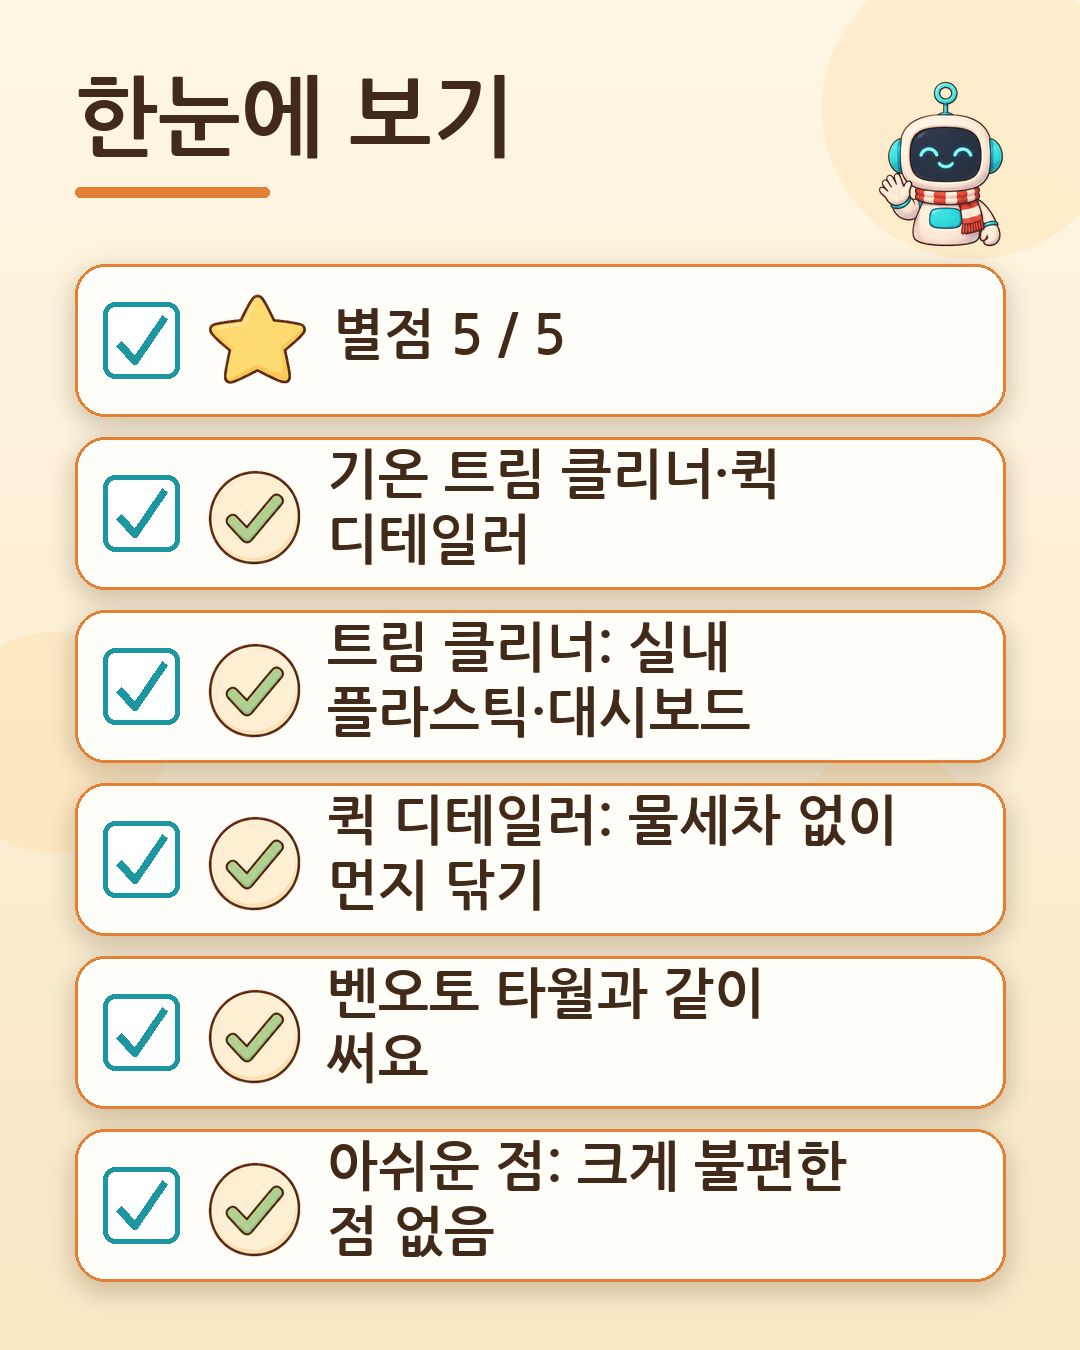 한눈에 보기
별점 5 / 5
기온 트림 클리너·퀵
디테일러
트림 클리너: 실내
플라스틱·대시보드
퀵 디테일러: 물세차 없이
먼지 닦기
벤오토 타월과 같이
써요
아쉬운 점: 크게 불편한
점 없음